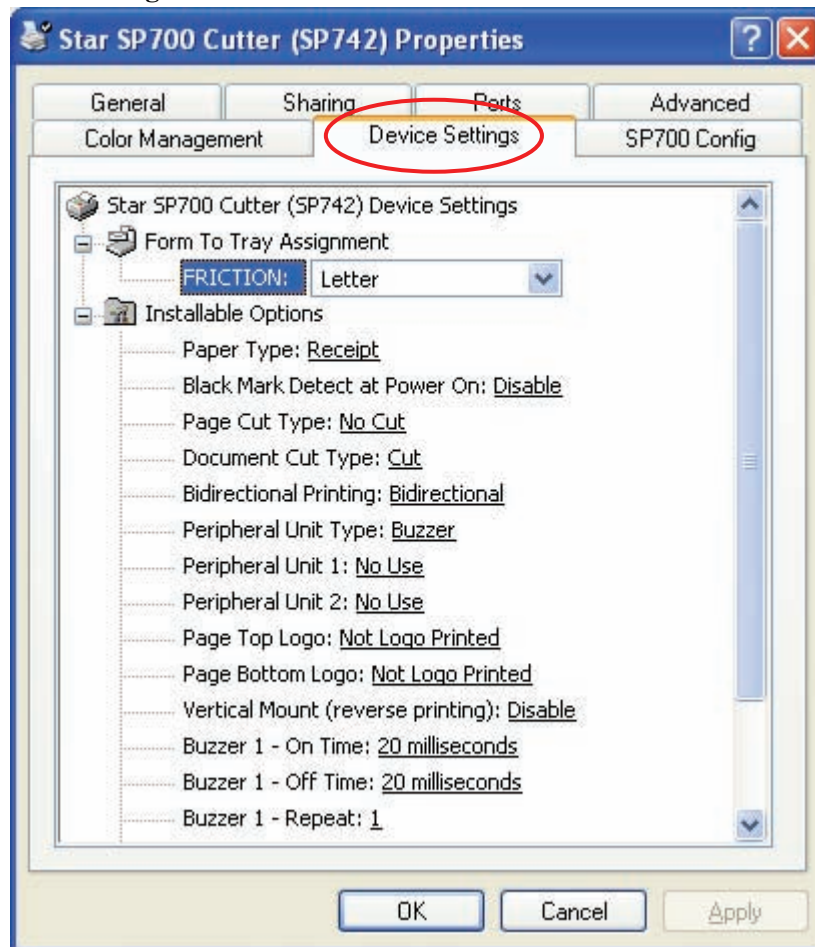 Star SP700 Cutter (SP742) Properties
General Sharing Ports Advanced
Color Management Device Settings SP700 Config
Star SP700 Cutter (SP742) Device Settings
Form To Tray Assignment
FRICTION: Letter
Installable Options
Paper Type: Receipt
Black Mark Detect at Power On: Disable
Page Cut Type: No Cut
Document Cut Type: Cut
Bidirectional Printing: Bidirectional
Peripheral Unit Type: Buzzer
Peripheral Unit 1: No Use
Peripheral Unit 2: No Use
Page Top Logo: Not Logo Printed
Page Bottom Logo: Not Logo Printed
Vertical Mount (reverse printing): Disable
Buzzer 1 - On Time: 20 milliseconds
Buzzer 1 - Off Time: 20 milliseconds
Buzzer 1 - Repeat: 1
OK Cancel Apply